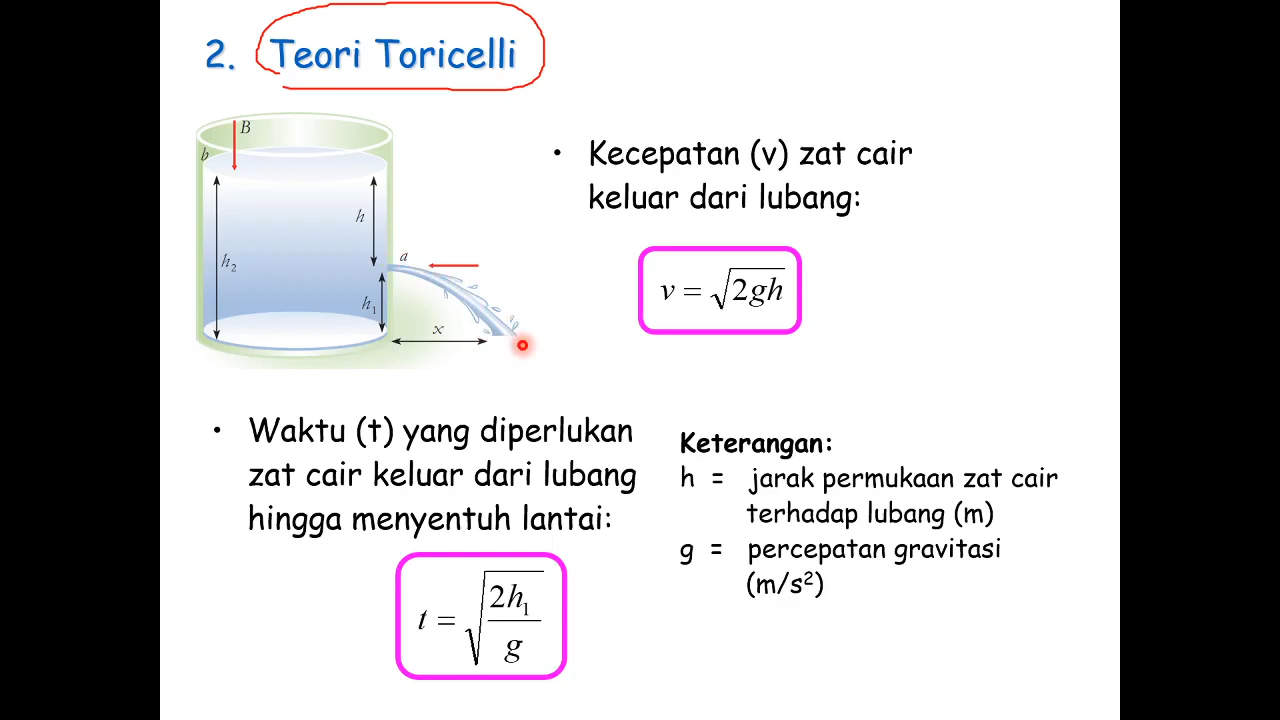 2. Teori Toricelli
B
b
h
a
h₂
h₁
x
• Kecepatan (v) zat cair
keluar dari lubang:
v = √2gh
• Waktu (t) yang diperlukan
zat cair keluar dari lubang
hingga menyentuh lantai:
t = √(2h₁/g)
Keterangan:
h = jarak permukaan zat cair
terhadap lubang (m)
g = percepatan gravitasi
(m/s²)